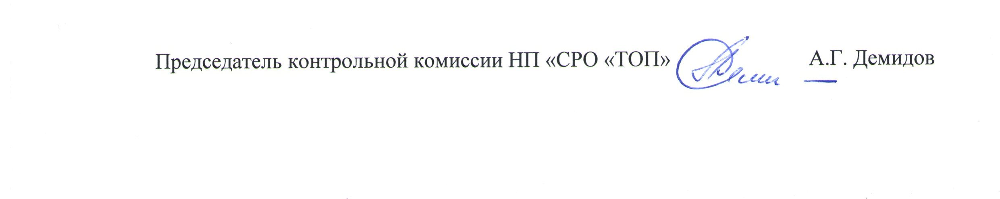 Председатель контрольной комиссии НП «СРО «ТОП» А.Г. Демидов